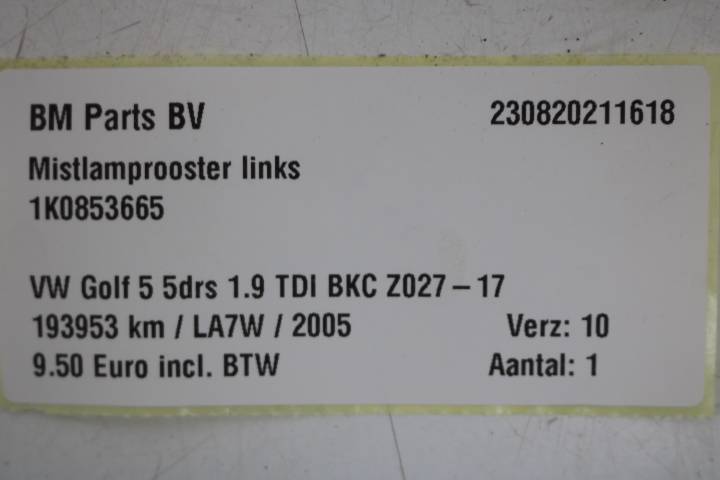 BM Parts BV 230820211618
Mistlamprooster links
1K0853665
VW Golf 5 5drs 1.9 TDI BKC Z027-17
193953 km / LA7W / 2005 Verz: 10
9.50 Euro incl. BTW Aantal: 1